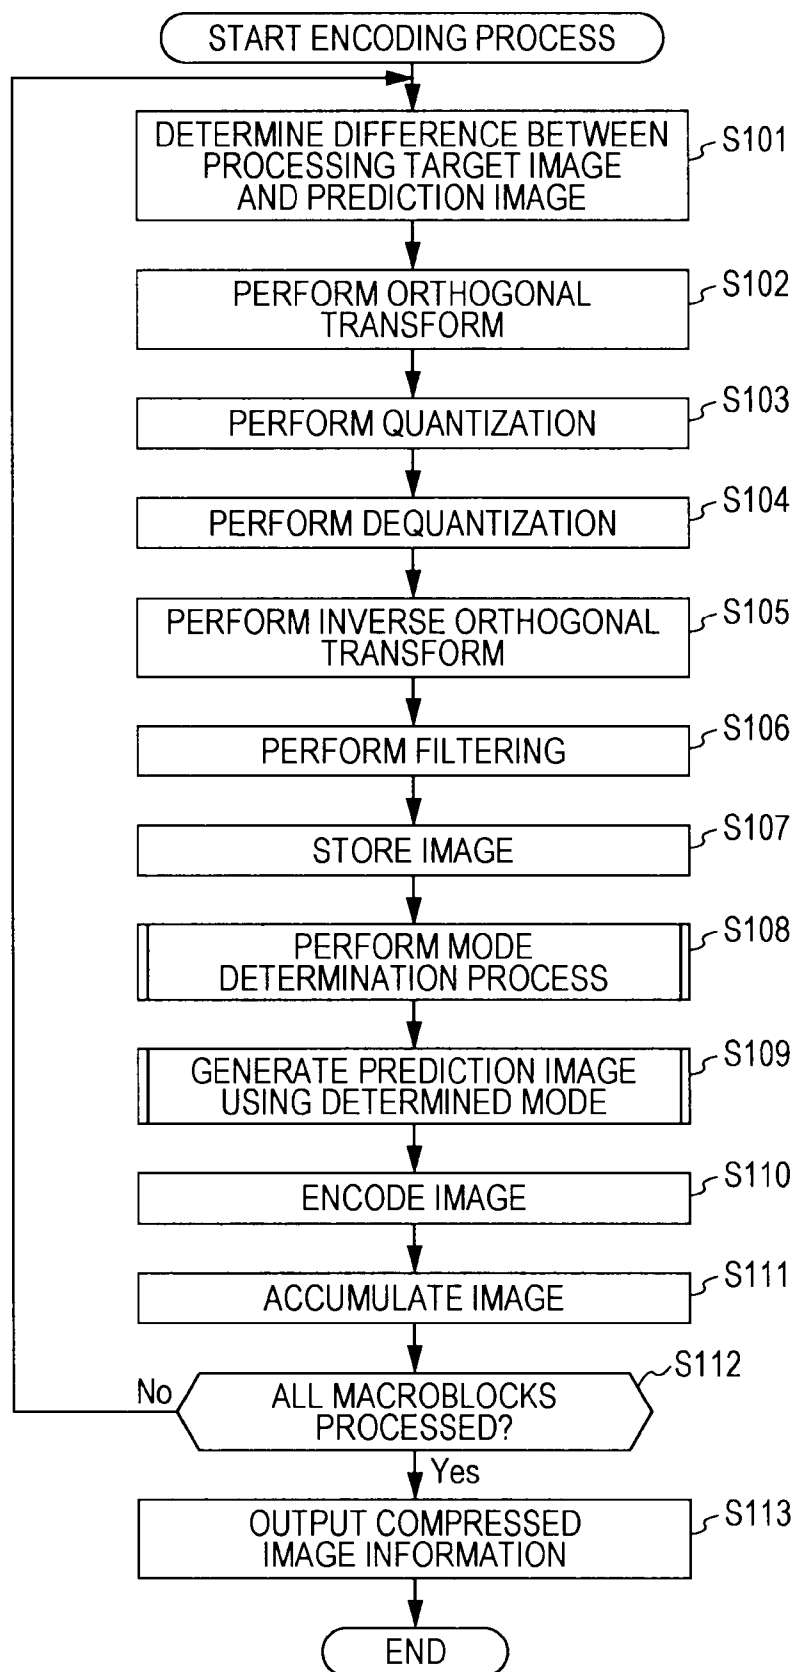 START ENCODING PROCESS
DETERMINE DIFFERENCE BETWEEN
PROCESSING TARGET IMAGE
AND PREDICTION IMAGE
S101
PERFORM ORTHOGONAL
TRANSFORM
S102
PERFORM QUANTIZATION
S103
PERFORM DEQUANTIZATION
S104
PERFORM INVERSE ORTHOGONAL
TRANSFORM
S105
PERFORM FILTERING
S106
STORE IMAGE
S107
PERFORM MODE
DETERMINATION PROCESS
S108
GENERATE PREDICTION IMAGE
USING DETERMINED MODE
S109
ENCODE IMAGE
S110
ACCUMULATE IMAGE
S111
ALL MACROBLOCKS
PROCESSED?
S112
No
Yes
OUTPUT COMPRESSED
IMAGE INFORMATION
S113
END